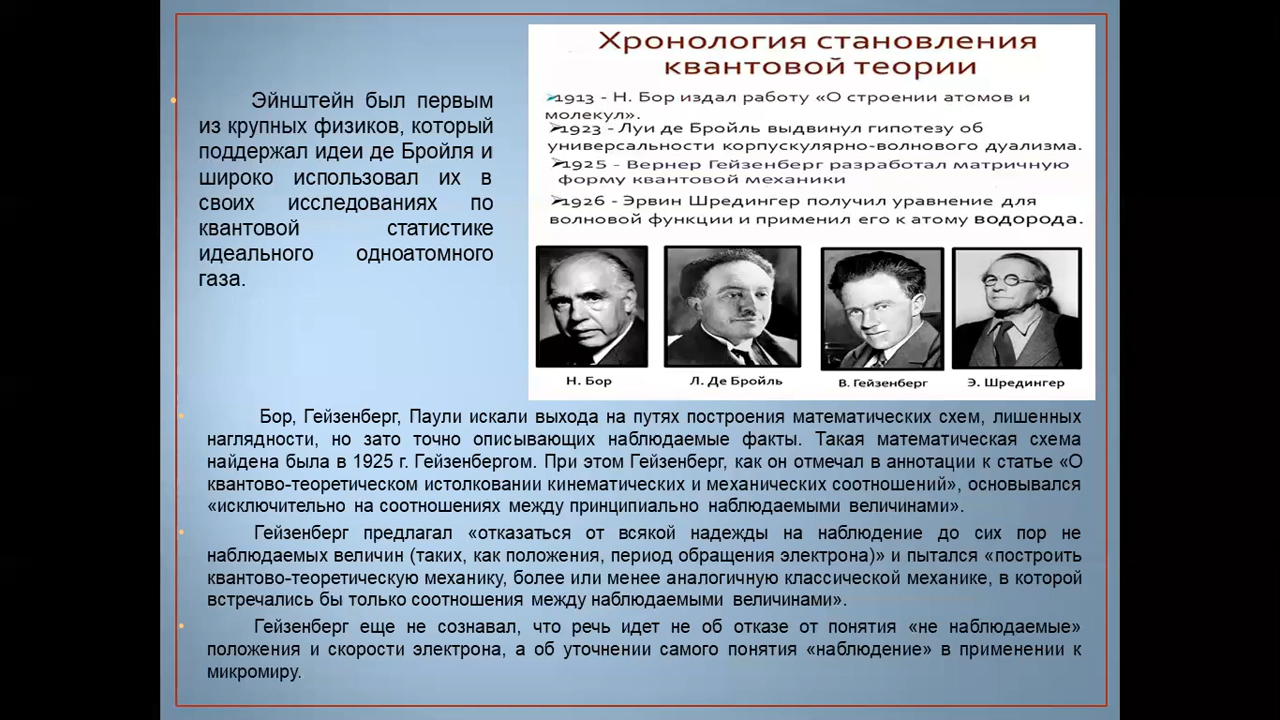 Эйнштейн был первым
из крупных физиков, который
поддержал идеи де Бройля и
широко использовал их в
своих исследованиях по
квантовой статистике
идеального одноатомного
газа.
Хронология становления
квантовой теории
1913 - Н. Бор издал работу «О строении атомов и
молекул».
1923 - Луи де Бройль выдвинул гипотезу об
универсальности корпускулярно-волнового дуализма.
1925 - Вернер Гейзенберг разработал матричную
форму квантовой механики
1926 - Эрвин Шредингер получил уравнение для
волновой функции и применил его к атому водорода.
Н. Бор
Л. Де Бройль
В. Гейзенберг
Э. Шредингер
Бор, Гейзенберг, Паули искали выхода на путях построения математических схем, лишенных
наглядности, но зато точно описывающих наблюдаемые факты. Такая математическая схема
найдена была в 1925 г. Гейзенбергом. При этом Гейзенберг, как он отмечал в аннотации к статье «О
квантово-теоретическом истолковании кинематических и механических соотношений», основывался
«исключительно на соотношениях между принципиально наблюдаемыми величинами».
Гейзенберг предлагал «отказаться от всякой надежды на наблюдение до сих пор не
наблюдаемых величин (таких, как положения, период обращения электрона)» и пытался «построить
квантово-теоретическую механику, более или менее аналогичную классической механике, в которой
встречались бы только соотношения между наблюдаемыми величинами».
Гейзенберг еще не сознавал, что речь идет не об отказе от понятия «не наблюдаемые»
положения и скорости электрона, а об уточнении самого понятия «наблюдение» в применении к
микромиру.